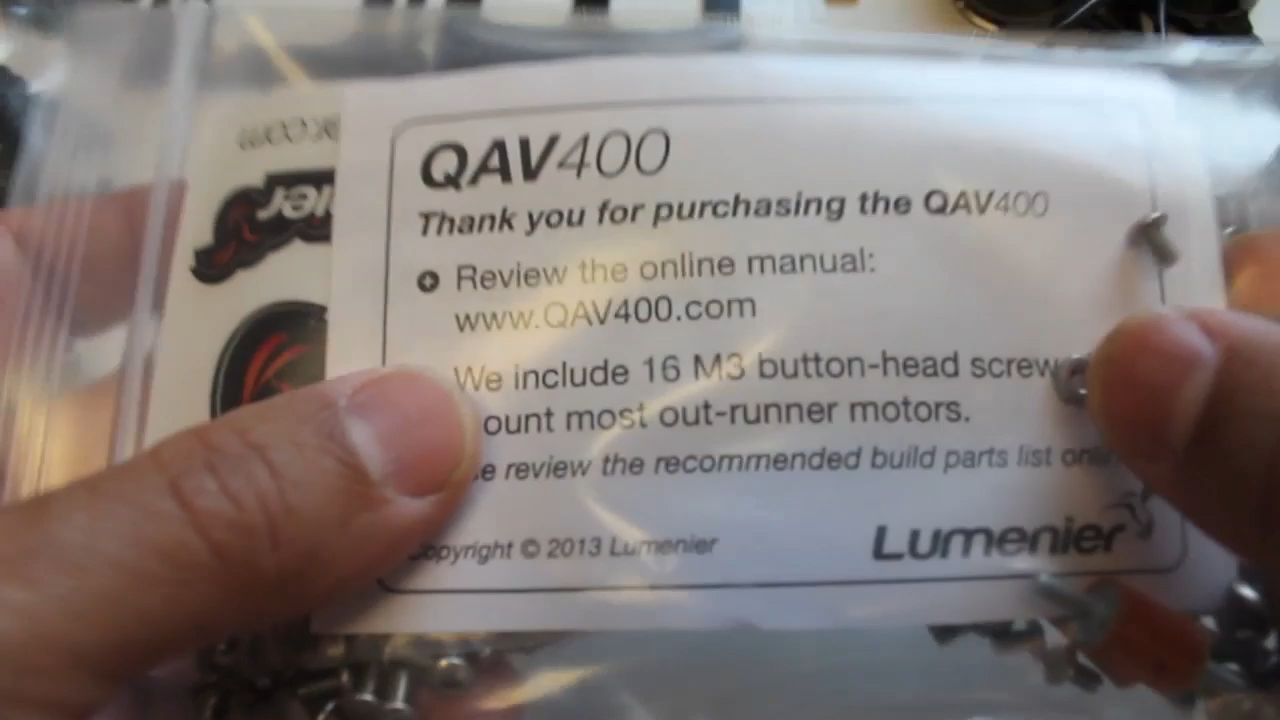 QAV400
Thank you for purchasing the QAV400
Review the online manual:
www.QAV400.com
We include 16 M3 button-head screw
ount most out-runner motors.
e review the recommended build parts list
opyright © 2013 Lumenier
Lumenier